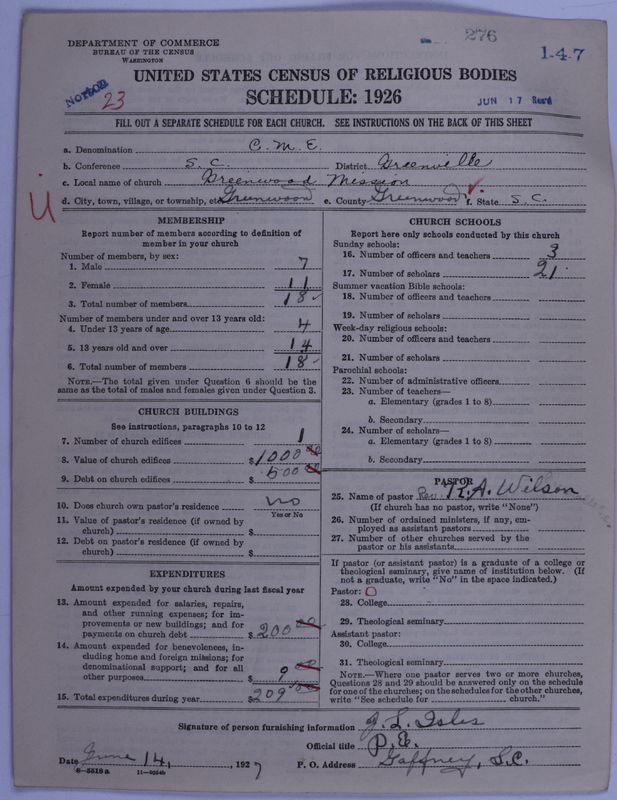 276
1-4-7
DEPARTMENT OF COMMERCE
BUREAU OF THE CENSUS
WASHINGTON
UNITED STATES CENSUS OF RELIGIOUS BODIES
Norton
23
SCHEDULE: 1926
JUN 17 Recd
FILL OUT A SEPARATE SCHEDULE FOR EACH CHURCH. SEE INSTRUCTIONS ON THE BACK OF THIS SHEET
a. Denomination C. M. E.
b. Conference S. C. District Greenville
c. Local name of church Greenwood Mission
d. City, town, village, or township, etc. Greenwood e. County Greenwood f. State S. C.
MEMBERSHIP
Report number of members according to definition of
member in your church
Number of members, by sex:
1. Male 7
2. Female 11
3. Total number of members 18
Number of members under and over 13 years old:
4. Under 13 years of age 4
5. 13 years old and over 14
6. Total number of members 18
NOTE.—The total given under Question 6 should be the
same as the total of males and females given under Question 3.
CHURCH BUILDINGS
See instructions, paragraphs 10 to 12
7. Number of church edifices 1
8. Value of church edifices $1000 00
9. Debt on church edifices $ 500 00
10. Does church own pastor's residence no
Yes or No
11. Value of pastor's residence (if owned by
church) $
12. Debt on pastor's residence (if owned by
church) $
EXPENDITURES
Amount expended by your church during last fiscal year
13. Amount expended for salaries, repairs,
and other running expenses; for im-
provements or new buildings; and for
payments on church debt $ 200 00
14. Amount expended for benevolences, in-
cluding home and foreign missions; for
denominational support; and for all
other purposes $ 9 00
15. Total expenditures during year $209 00
CHURCH SCHOOLS
Report here only schools conducted by this church
Sunday schools:
16. Number of officers and teachers 3
17. Number of scholars 21
Summer vacation Bible schools:
18. Number of officers and teachers
19. Number of scholars
Week-day religious schools:
20. Number of officers and teachers
21. Number of scholars
Parochial schools:
22. Number of administrative officers
23. Number of teachers—
a. Elementary (grades 1 to 8)
b. Secondary
24. Number of scholars—
a. Elementary (grades 1 to 8)
b. Secondary
PASTOR
25. Name of pastor Rev. R. A. Wilson
(If church has no pastor, write "None")
26. Number of ordained ministers, if any, em-
ployed as assistant pastors
27. Number of other churches served by the
pastor or his assistants
If pastor (or assistant pastor) is a graduate of a college or
theological seminary, give name of institution below. (If
not a graduate, write "No" in the space indicated.)
Pastor: O
28. College
29. Theological seminary
Assistant pastor:
30. College
31. Theological seminary
NOTE.—Where one pastor serves two or more churches,
Questions 28 and 29 should be answered only on the schedule
for one of the churches; on the schedules for the other churches,
write "See schedule for church."
Signature of person furnishing information J. L. Isles
Official title P. E.
Date June 14, , 1927 P. O. Address Gaffney, S.C.
8-5818a 11-9624b